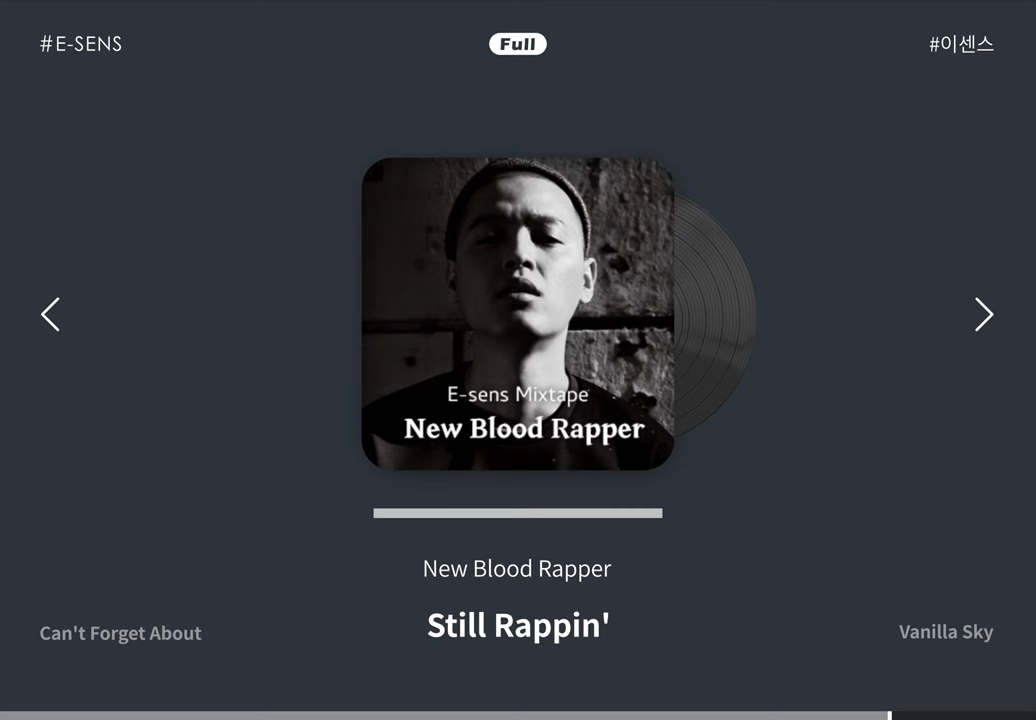 #E-SENS
Full
#이센스
E-sens Mixtape
New Blood Rapper
New Blood Rapper
Still Rappin'
Can't Forget About
Vanilla Sky